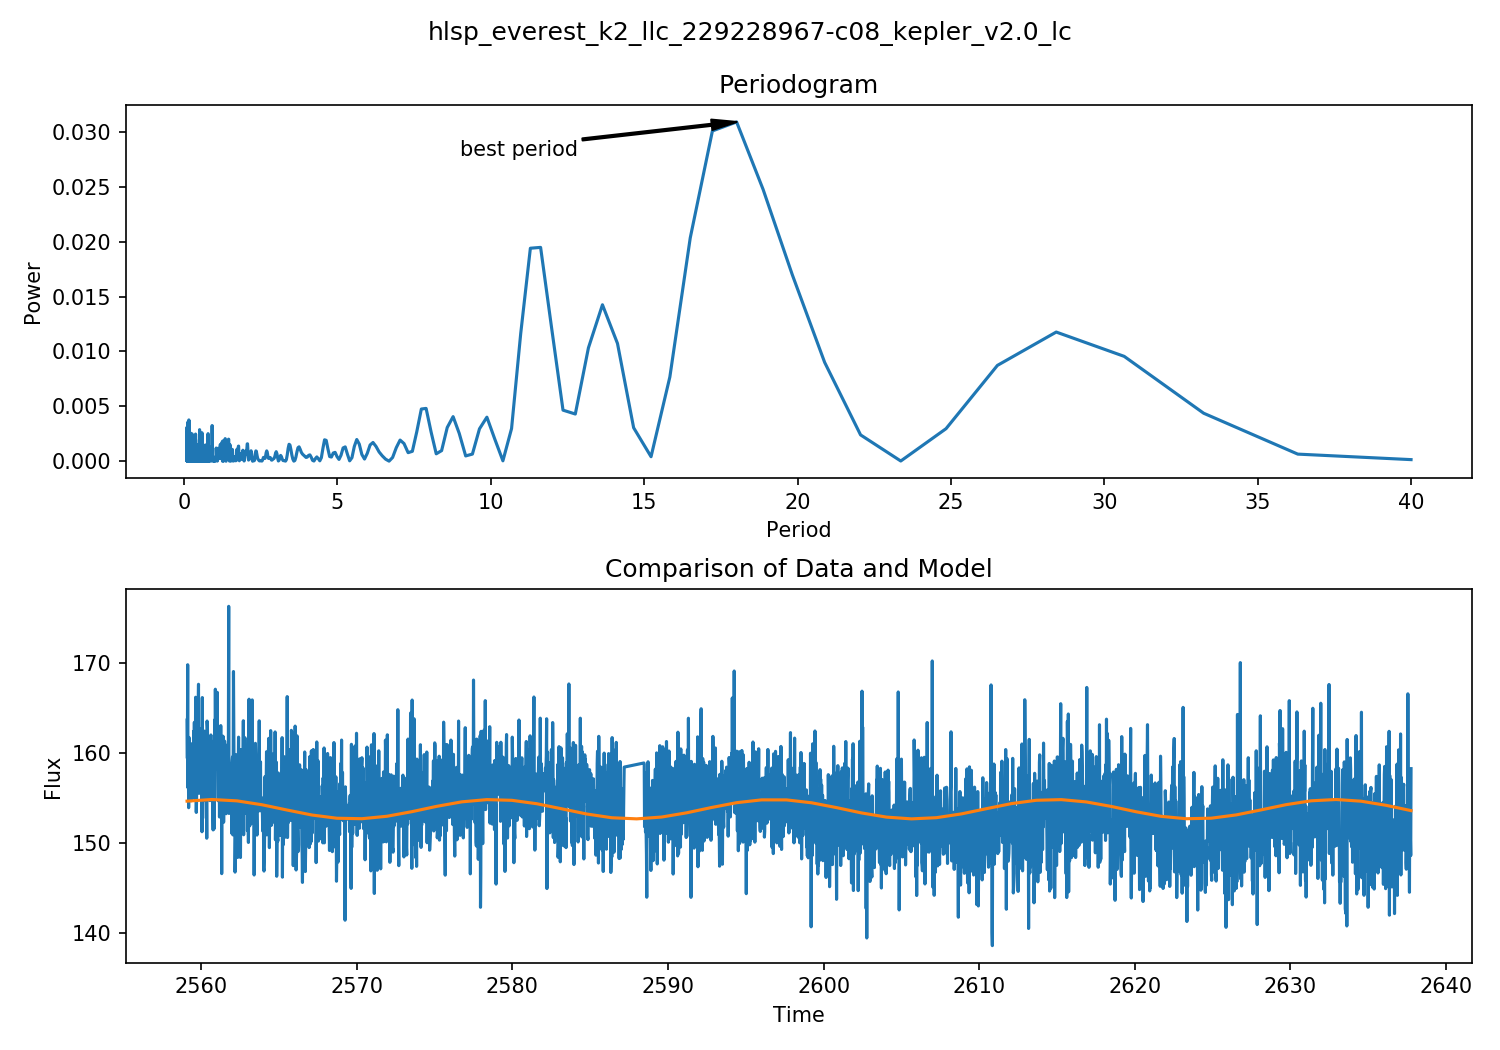 hlsp_everest_k2_llc_229228967-c08_kepler_v2.0_lc
Periodogram
0.030
0.025
0.020
0.015
0.010
0.005
0.000
Power
best period
0 5 10 15 20 25 30 35 40
Period
Comparison of Data and Model
170
160
150
140
Flux
2560 2570 2580 2590 2600 2610 2620 2630 2640
Time